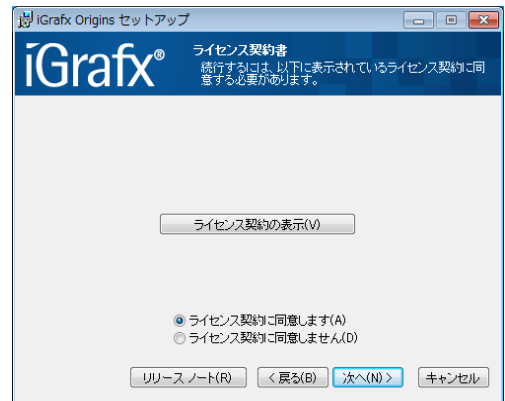 iGrafx Origins セットアップ
iGrafx®
ライセンス契約書
続行するには、以下に表示されているライセンス契約に同
意する必要があります。
ライセンス契約の表示(V)
ライセンス契約に同意します(A)
ライセンス契約に同意しません(D)
リリース ノート(R) < 戻る(B) 次へ(N) > キャンセル